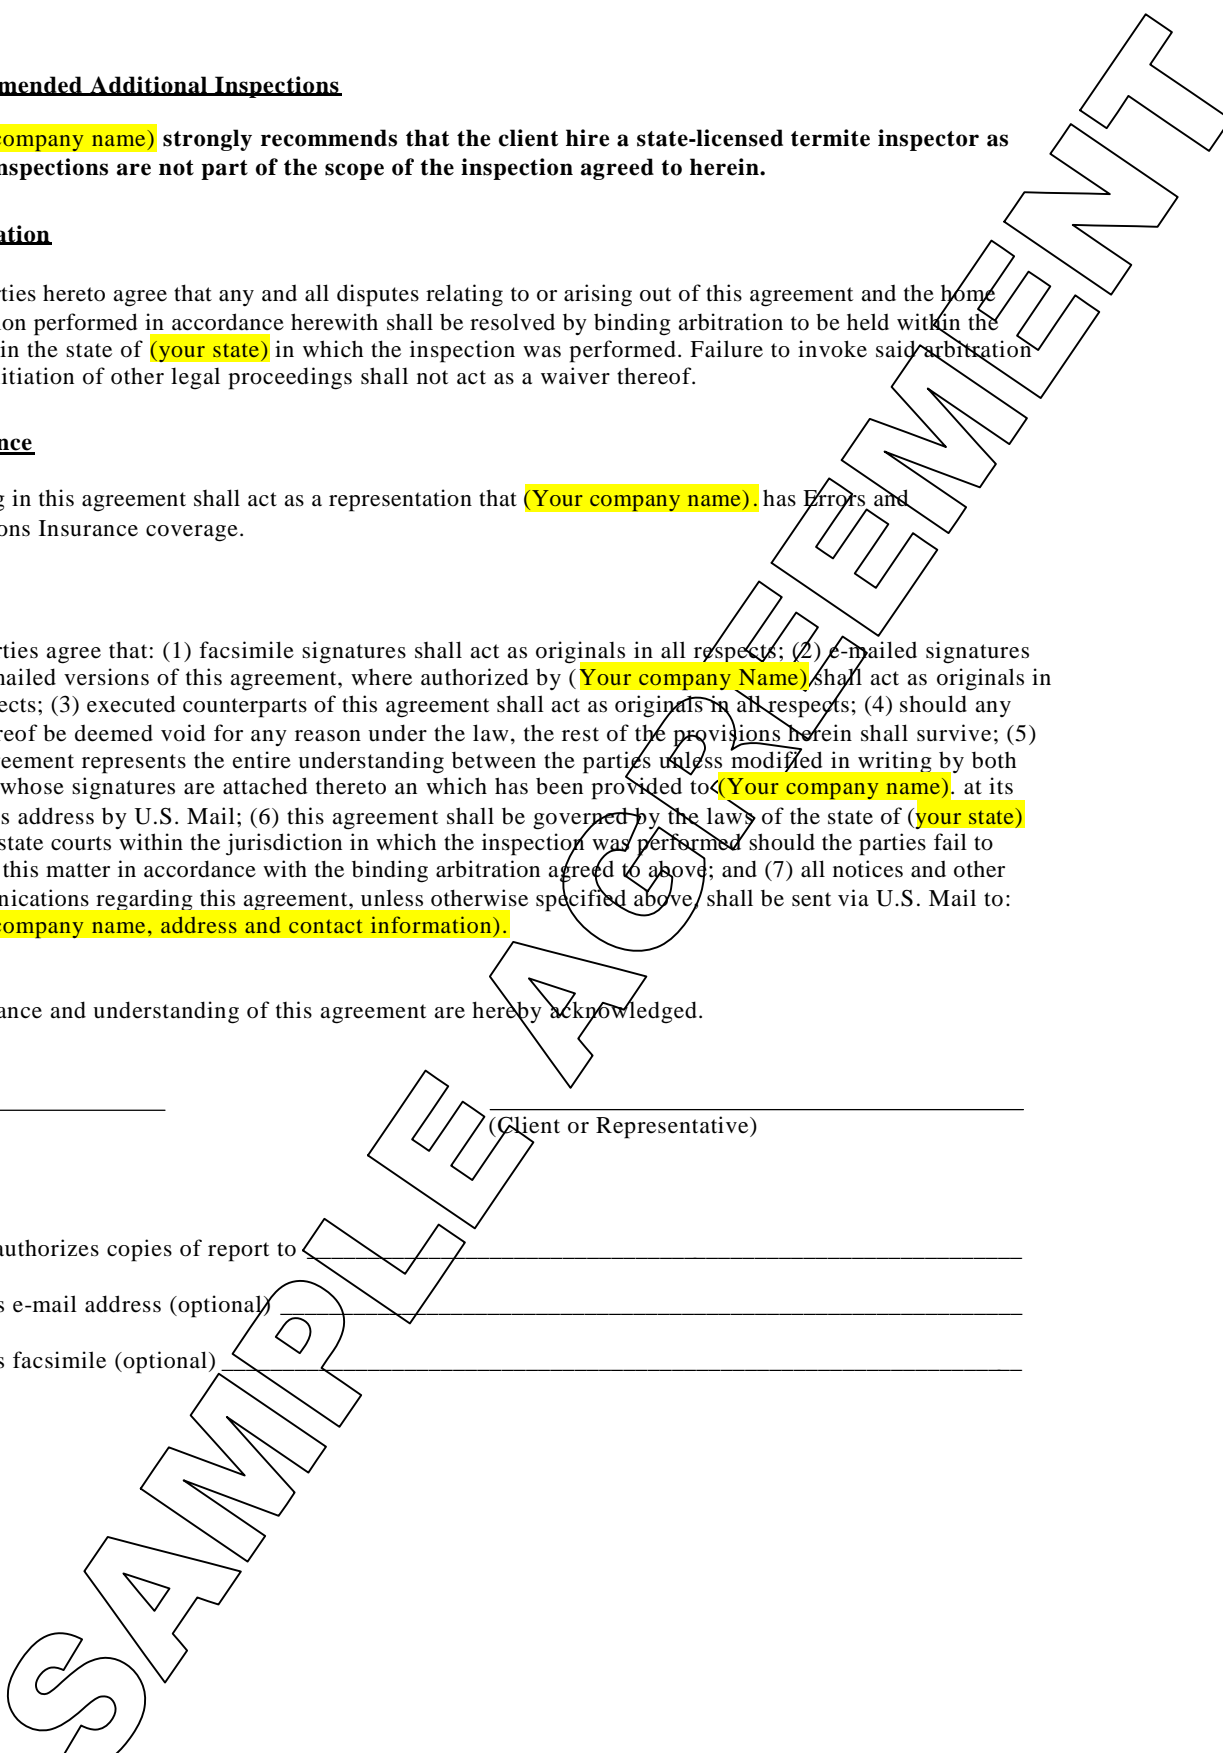 mended Additional Inspections
company name) strongly recommends that the client hire a state-licensed termite inspector as
nspections are not part of the scope of the inspection agreed to herein.
ation
rties hereto agree that any and all disputes relating to or arising out of this agreement and the home
ion performed in accordance herewith shall be resolved by binding arbitration to be held within the
in the state of (your state) in which the inspection was performed. Failure to invoke said arbitration
itiation of other legal proceedings shall not act as a waiver thereof.
nce
g in this agreement shall act as a representation that (Your company name). has Errors and
ons Insurance coverage.
rties agree that: (1) facsimile signatures shall act as originals in all respects; (2) e-mailed signatures
nailed versions of this agreement, where authorized by (Your company Name) shall act as originals in
ects; (3) executed counterparts of this agreement shall act as originals in all respects; (4) should any
reof be deemed void for any reason under the law, the rest of the provisions herein shall survive; (5)
reement represents the entire understanding between the parties unless modified in writing by both
whose signatures are attached thereto an which has been provided to (Your company name). at its
s address by U.S. Mail; (6) this agreement shall be governed by the laws of the state of (your state)
state courts within the jurisdiction in which the inspection was performed should the parties fail to
this matter in accordance with the binding arbitration agreed to above; and (7) all notices and other
nications regarding this agreement, unless otherwise specified above, shall be sent via U.S. Mail to:
company name, address and contact information).
ance and understanding of this agreement are hereby acknowledged.
(Client or Representative)
authorizes copies of report to
s e-mail address (optional)
s facsimile (optional)
SAMPLE AGREEMENT